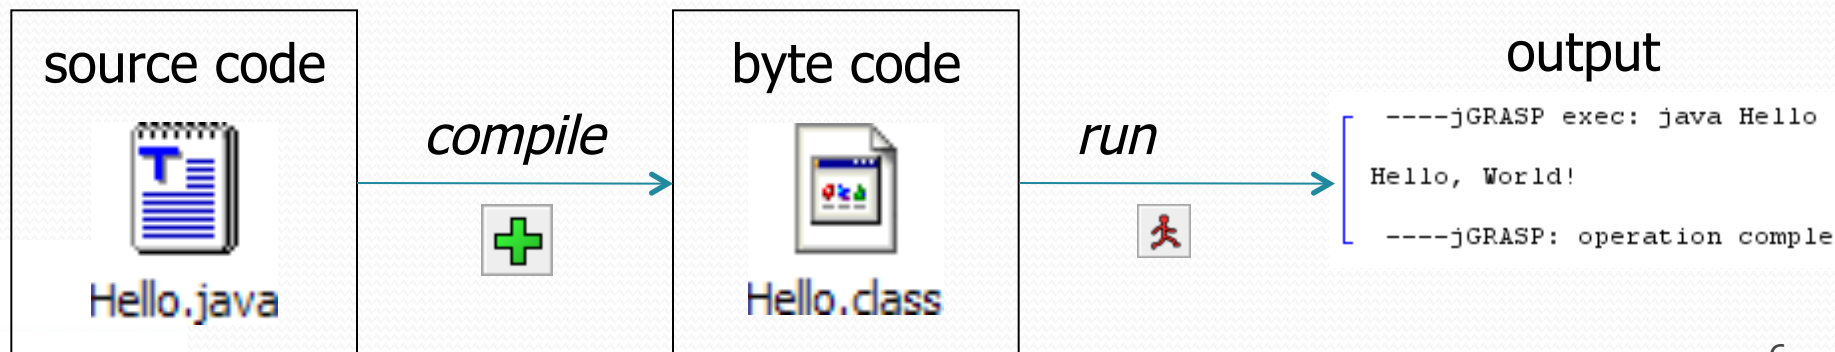 source code
Hello.java
compile
byte code
Hello.class
run
output
----jGRASP exec: java Hello
Hello, World!
----jGRASP: operation comple